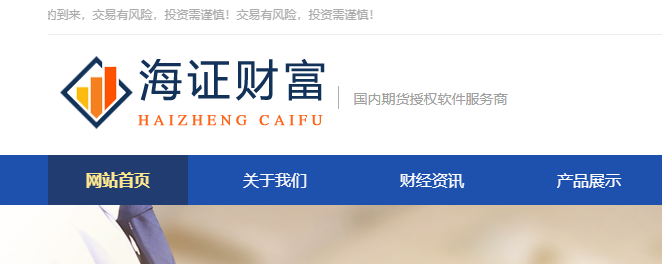 的到来，交易有风险，投资需谨慎！交易有风险，投资需谨慎！
海证财富
HAIZHENG CAIFU
国内期货授权软件服务商
网站首页 关于我们 财经资讯 产品展示